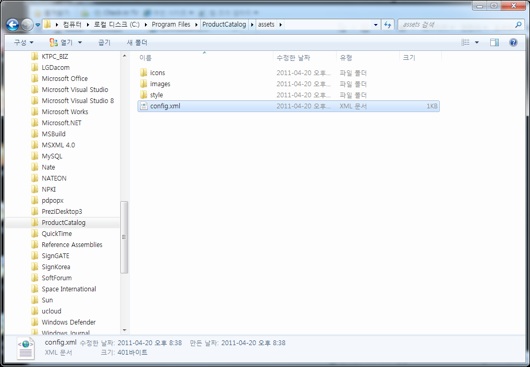 컴퓨터 ▸ 로컬 디스크 (C:) ▸ Program Files ▸ ProductCatalog ▸ assets ▸
assets 검색
구성 열기 굽기 새 폴더
이름 수정한 날짜 유형 크기
icons 2011-04-20 오후... 파일 폴더
images 2011-04-20 오후... 파일 폴더
style 2011-04-20 오후... 파일 폴더
config.xml 2011-04-20 오후... XML 문서 1KB
KTPC_BIZ
LGDacom
Microsoft Office
Microsoft Visual Studio
Microsoft Visual Studio 8
Microsoft Works
Microsoft.NET
MSBuild
MSXML 4.0
MySQL
Nate
NATEON
NPKI
pdpopx
PreziDesktop3
ProductCatalog
QuickTime
Reference Assemblies
SignGATE
SignKorea
SoftForum
Space International
Sun
ucloud
Windows Defender
Windows Journal
config.xml 수정한 날짜: 2011-04-20 오후 8:38 만든 날짜: 2011-04-20 오후 8:38
XML 문서 크기: 401바이트